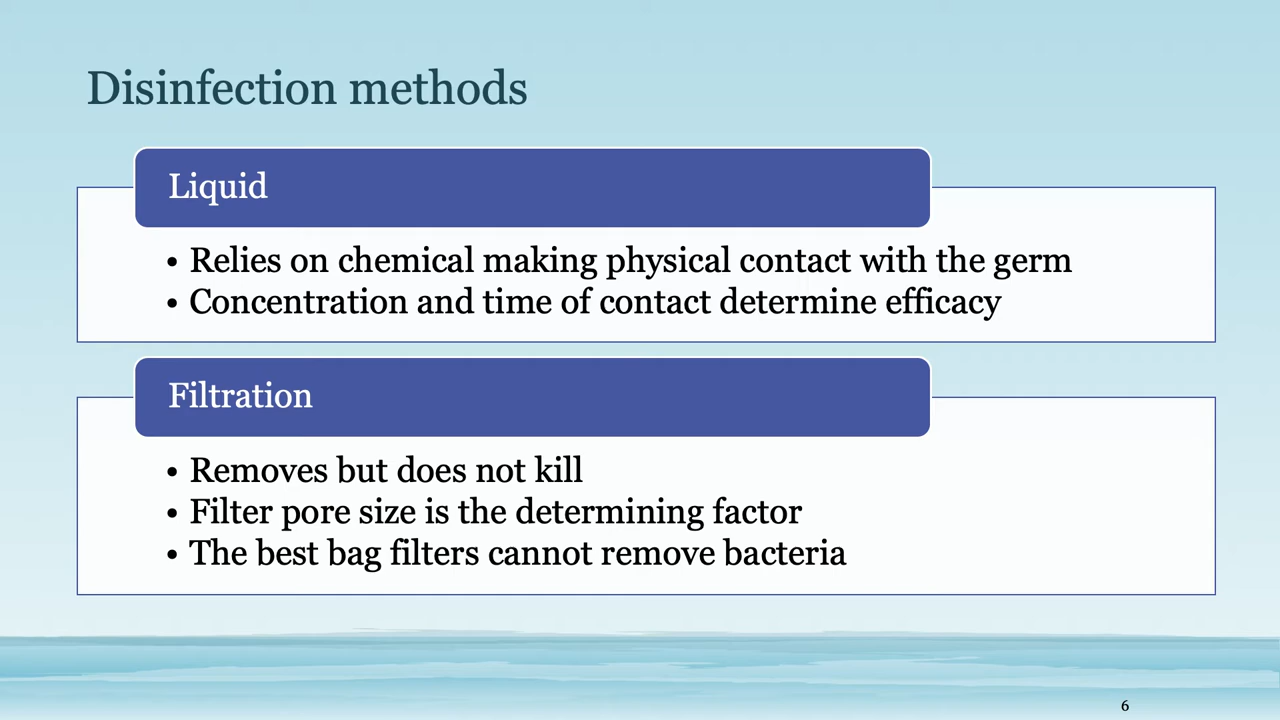 Disinfection methods
Liquid
• Relies on chemical making physical contact with the germ
• Concentration and time of contact determine efficacy
Filtration
• Removes but does not kill
• Filter pore size is the determining factor
• The best bag filters cannot remove bacteria
6